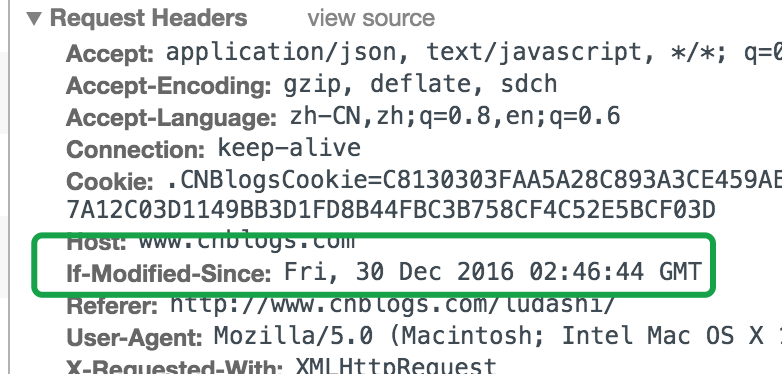 ▼ Request Headers view source
Accept: application/json, text/javascript, */*; q=0
Accept-Encoding: gzip, deflate, sdch
Accept-Language: zh-CN,zh;q=0.8,en;q=0.6
Connection: keep-alive
Cookie: .CNBlogsCookie=C8130303FAA5A28C893A3CE459AE
7A12C03D1149BB3D1FD8B44FBC3B758CF4C52E5BCF03D
Host: www.cnblogs.com
If-Modified-Since: Fri, 30 Dec 2016 02:46:44 GMT
Referer: http://www.cnblogs.com/ludashi/
User-Agent: Mozilla/5.0 (Macintosh; Intel Mac OS X 1
X-Requested-With: XMLHttpRequest